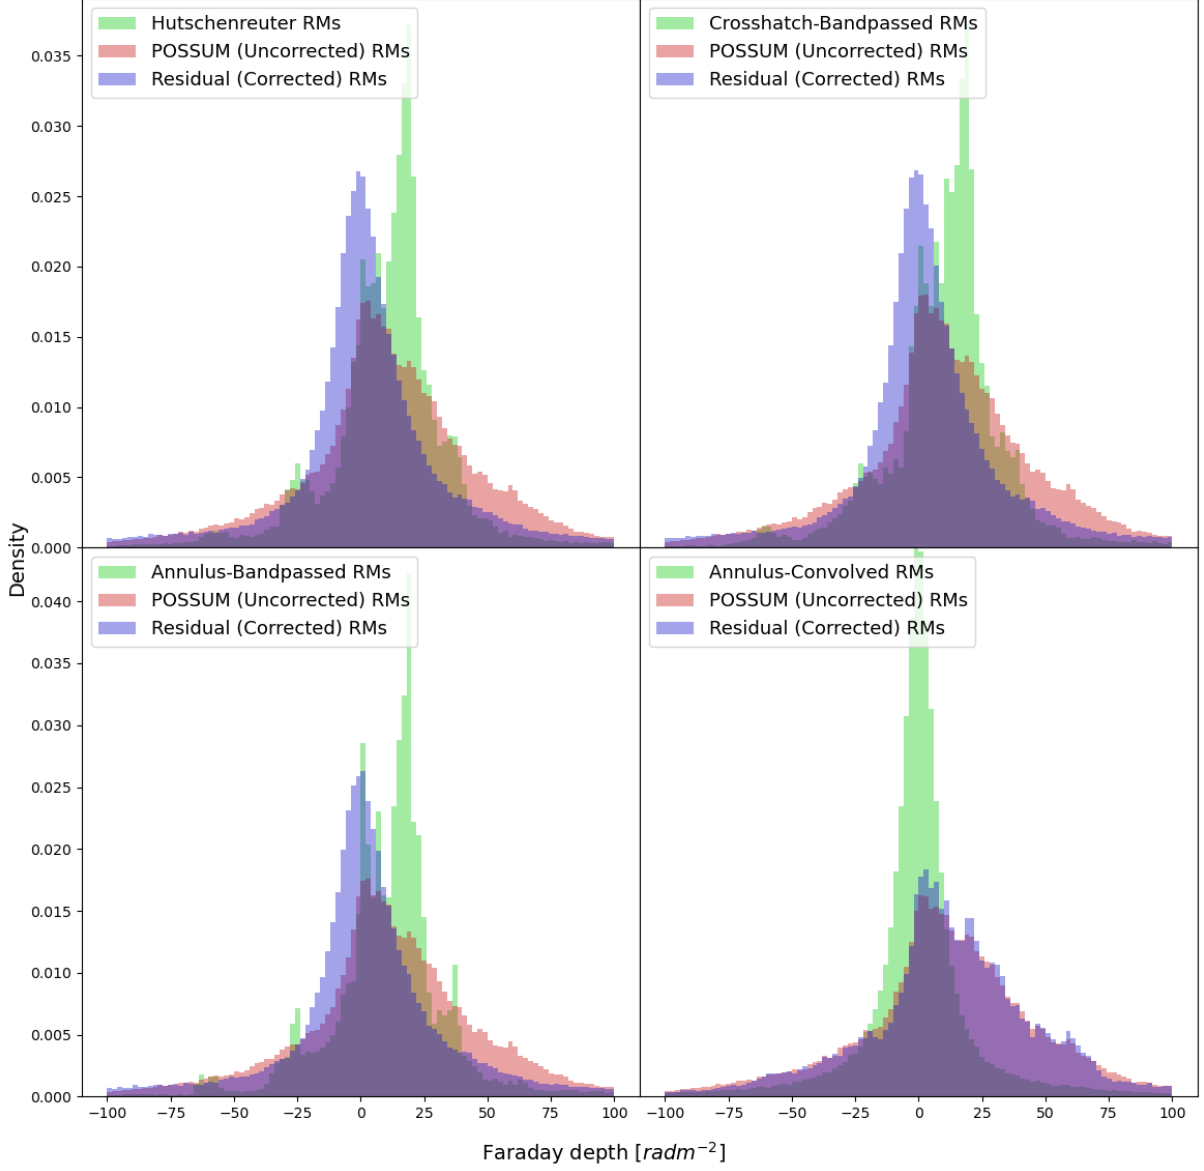 Hutschenreuter RMs
POSSUM (Uncorrected) RMs
Residual (Corrected) RMs
Crosshatch-Bandpassed RMs
POSSUM (Uncorrected) RMs
Residual (Corrected) RMs
0.035
0.030
0.025
0.020
0.015
0.010
0.005
0.000
Annulus-Bandpassed RMs
POSSUM (Uncorrected) RMs
Residual (Corrected) RMs
Annulus-Convolved RMs
POSSUM (Uncorrected) RMs
Residual (Corrected) RMs
0.040
0.035
0.030
0.025
0.020
0.015
0.010
0.005
0.000
Density
−100 −75 −50 −25 0 25 50 75 100
−100 −75 −50 −25 0 25 50 75 100
Faraday depth [radm⁻²]